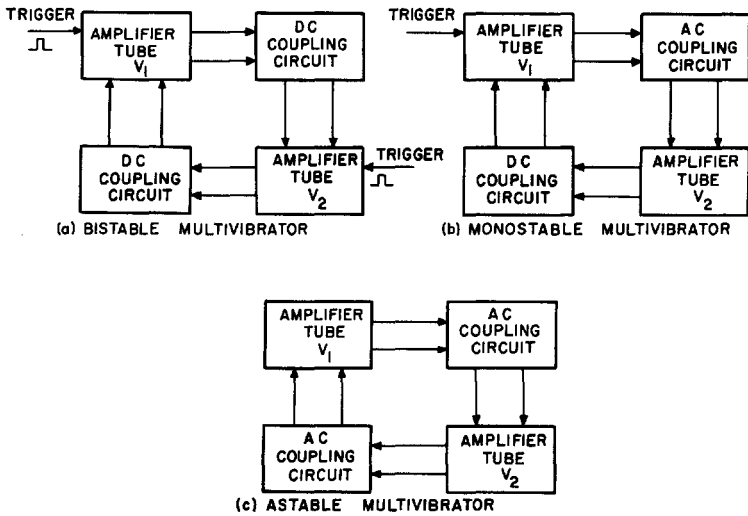 TRIGGER
AMPLIFIER
TUBE
V1
DC
COUPLING
CIRCUIT
DC
COUPLING
CIRCUIT
AMPLIFIER
TUBE
V2
TRIGGER
(a) BISTABLE MULTIVIBRATOR
TRIGGER
AMPLIFIER
TUBE
V1
AC
COUPLING
CIRCUIT
DC
COUPLING
CIRCUIT
AMPLIFIER
TUBE
V2
(b) MONOSTABLE MULTIVIBRATOR
AMPLIFIER
TUBE
V1
AC
COUPLING
CIRCUIT
AC
COUPLING
CIRCUIT
AMPLIFIER
TUBE
V2
(c) ASTABLE MULTIVIBRATOR